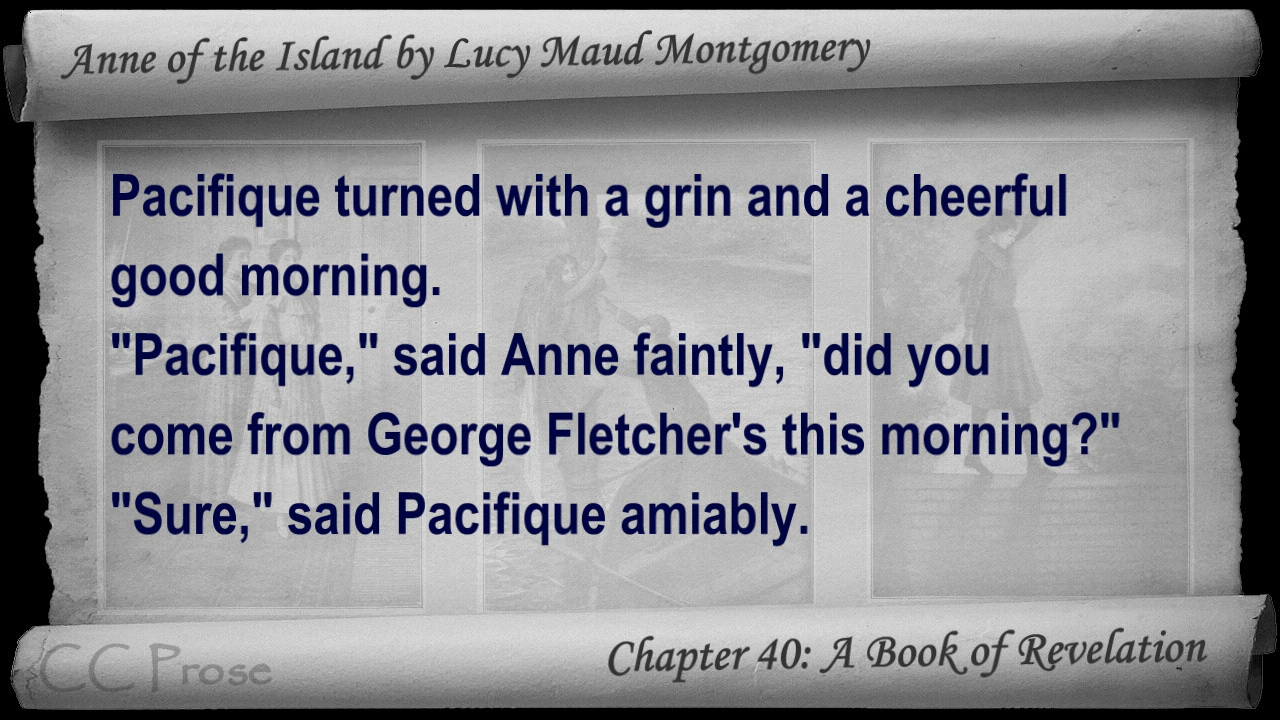 Anne of the Island by Lucy Maud Montgomery
Pacifique turned with a grin and a cheerful
good morning.
"Pacifique," said Anne faintly, "did you
come from George Fletcher's this morning?"
"Sure," said Pacifique amiably.
CC Prose
Chapter 40: A Book of Revelation